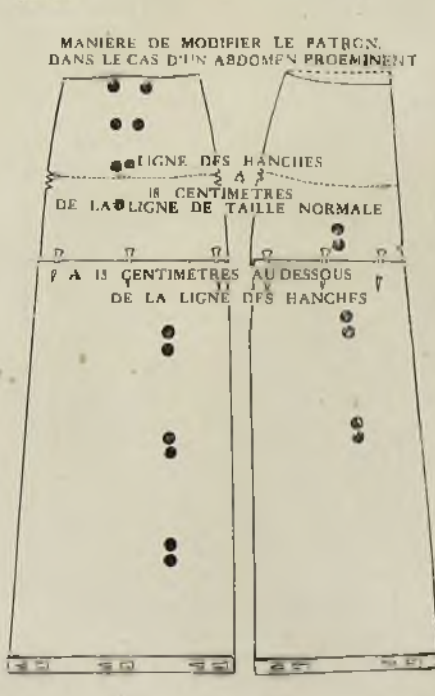 MANIERE DE MODIFIER LE PATRON,
DANS LE CAS D'UN ABDOMEN PROEMINENT
LIGNE DES HANCHES
A
18 CENTIMETRES
DE LA LIGNE DE TAILLE NORMALE
A 13 CENTIMETRES AU DESSOUS
DE LA LIGNE DES HANCHES